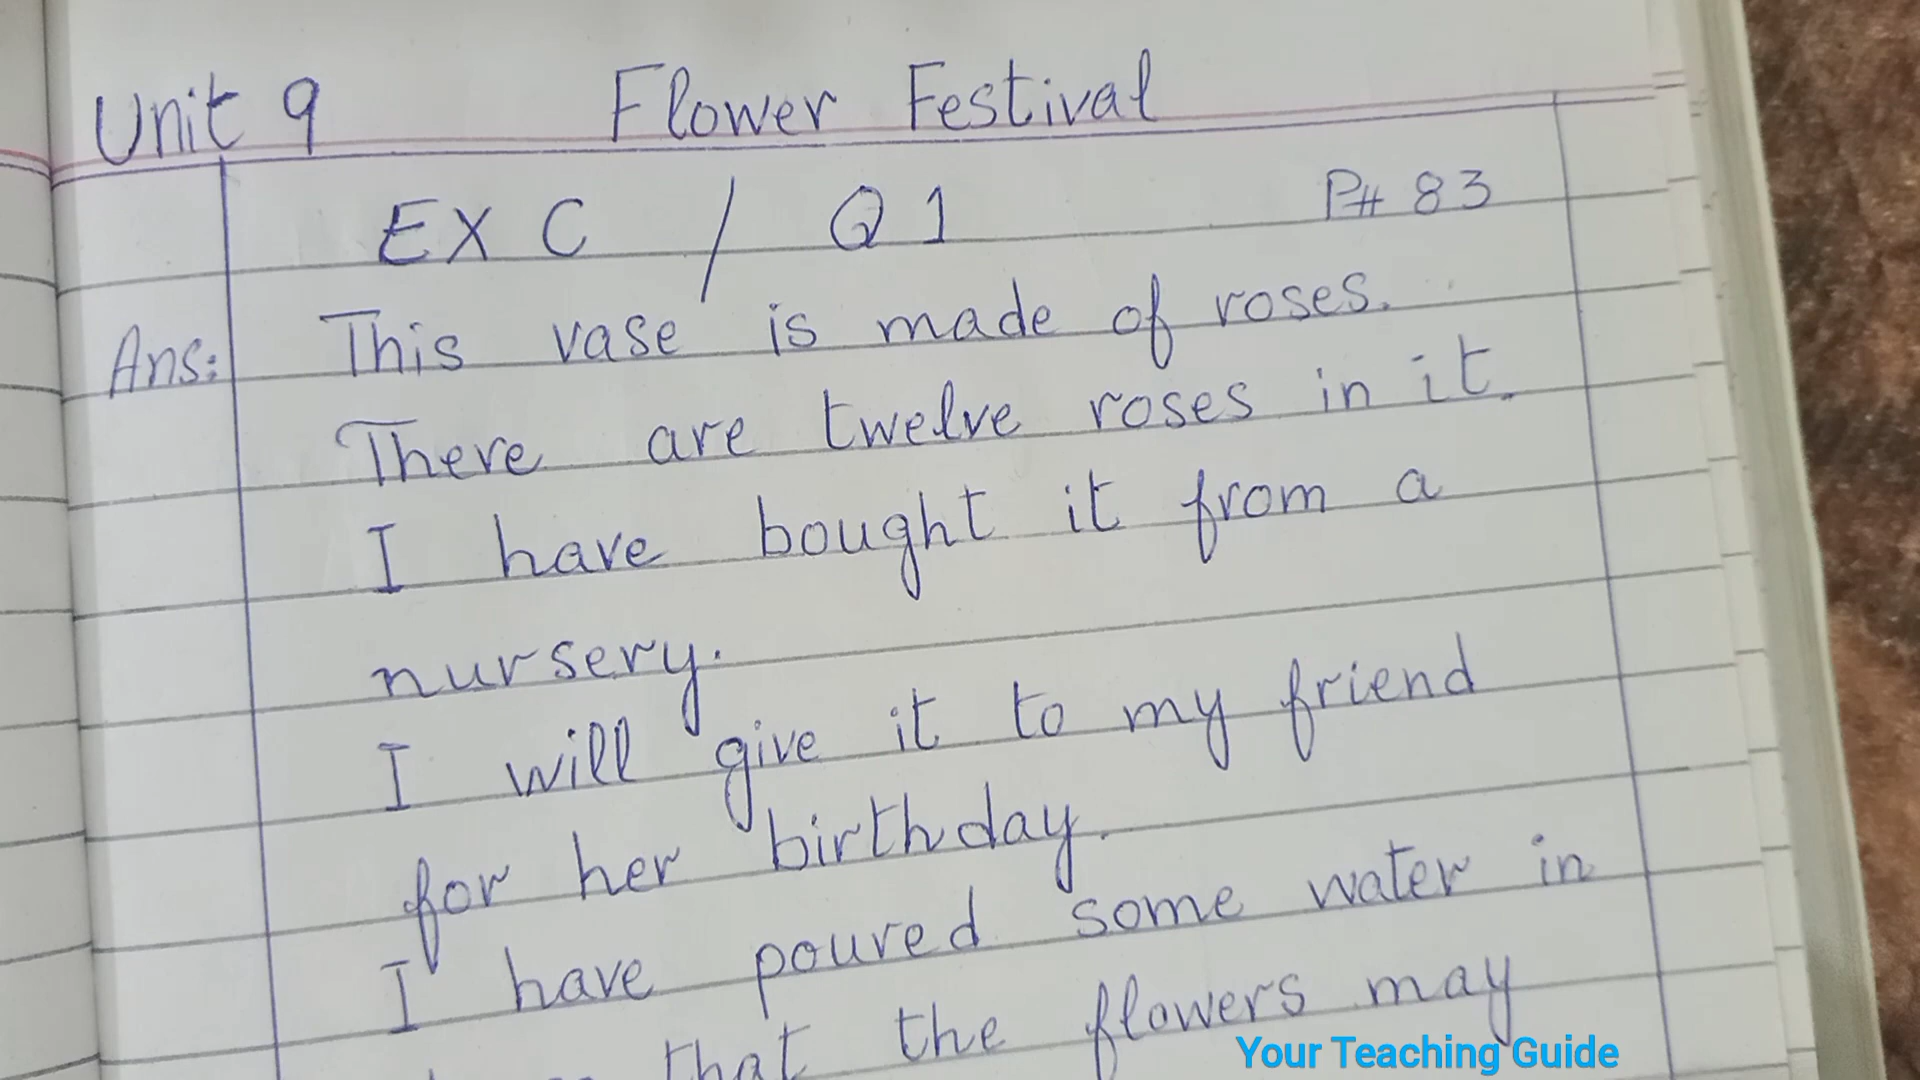 Unit 9 Flower Festival
EX C / Q 1 P# 83
Ans: This vase is made of roses.
There are twelve roses in it.
I have bought it from a
nursery.
I will give it to my friend
for her birthday.
I have poured some water in
that the flowers may
Your Teaching Guide